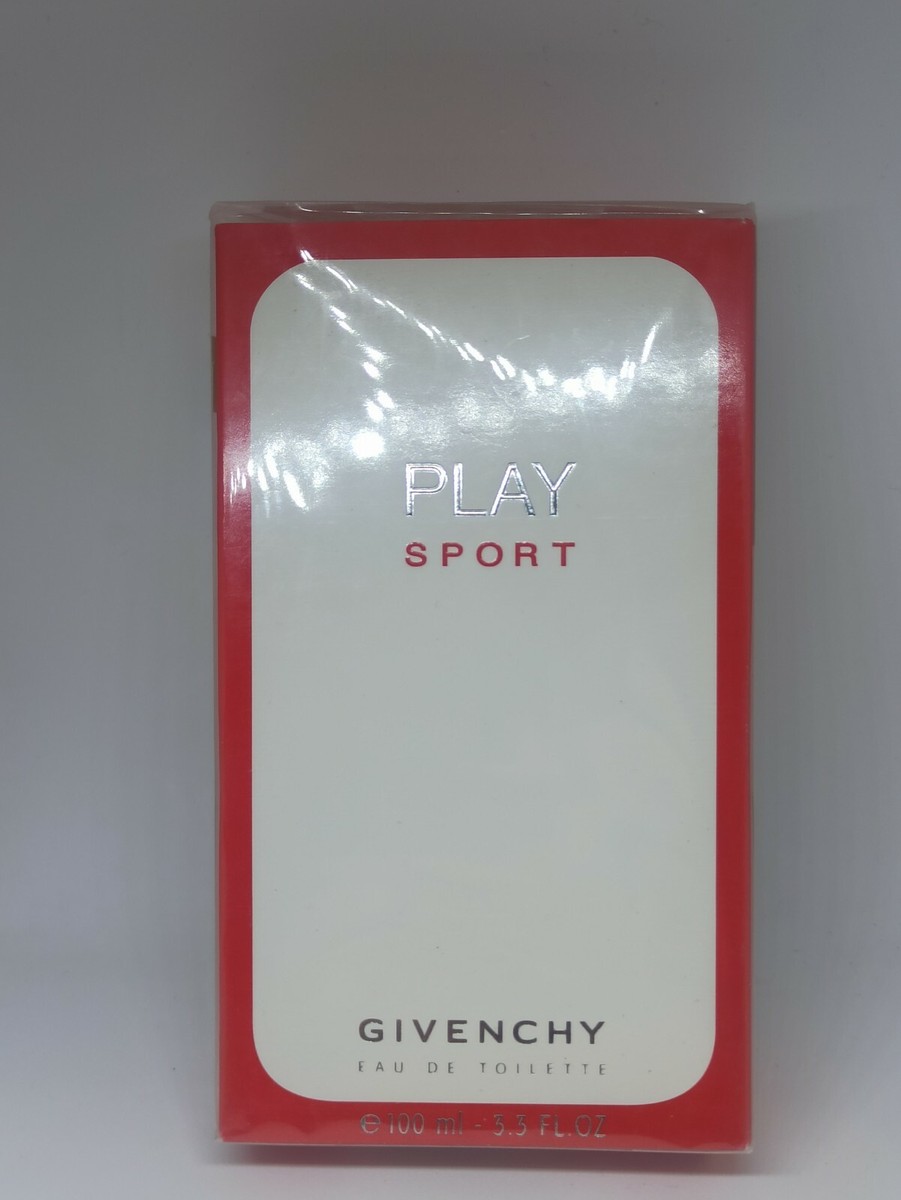 PLAY
SPORT
GIVENCHY
EAU DE TOILETTE
℮100 ml - 3.3 FL.OZ